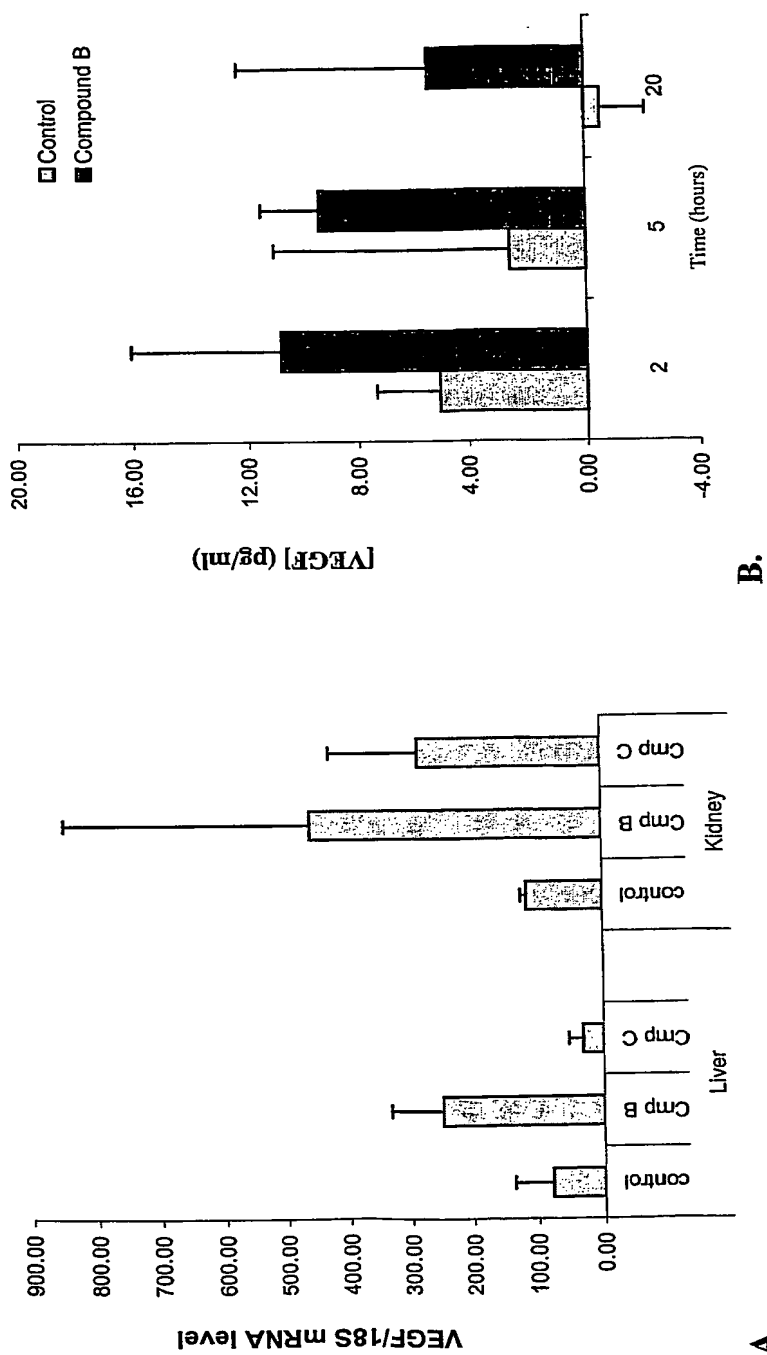 A.
VEGF/18S mRNA level
900.00
800.00
700.00
600.00
500.00
400.00
300.00
200.00
100.00
0.00
control
Cmp B
Cmp C
Liver
control
Cmp B
Cmp C
Kidney
B.
[VEGF] (pg/ml)
20.00
16.00
12.00
8.00
4.00
0.00
-4.00
2
5
20
Time (hours)
Control
Compound B